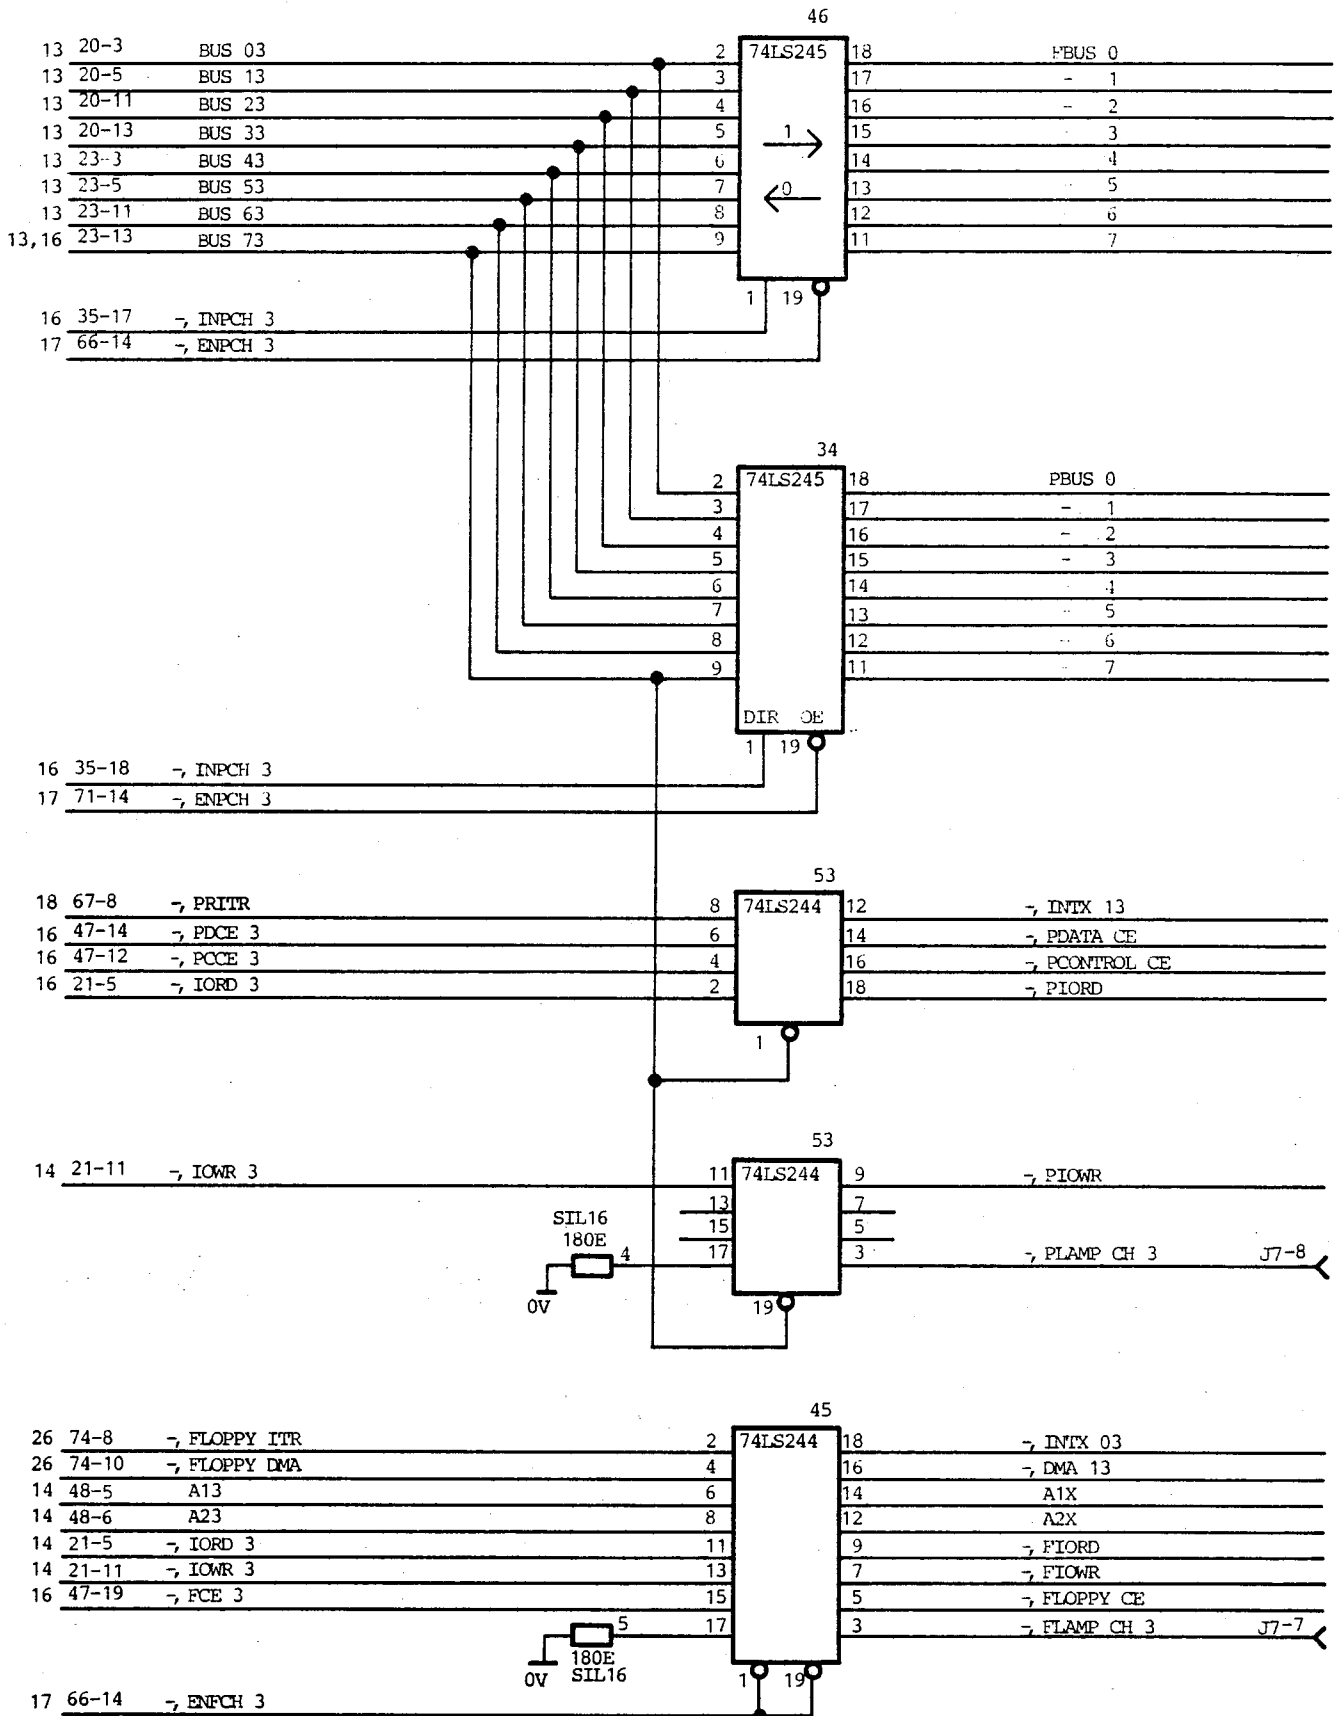 46
13 20-3 BUS 03 2 74LS245 18 FBUS 0
13 20-5 BUS 13 3 17 - 1
13 20-11 BUS 23 4 16 - 2
13 20-13 BUS 33 5 1 15 - 3
13 23-3 BUS 43 6 14 4
13 23-5 BUS 53 7 0 13 - 5
13 23-11 BUS 63 8 12 6
13,16 23-13 BUS 73 9 11 7
1 19
16 35-17 ¬, INPCH 3
17 66-14 ¬, ENPCH 3
34
2 74LS245 18 PBUS 0
3 17 - 1
4 16 - 2
5 15 - 3
6 14 - 4
7 13 - 5
8 12 - 6
9 11 - 7
DIR OE
1 19
16 35-18 ¬, INPCH 3
17 71-14 ¬, ENPCH 3
53
18 67-8 ¬, PRITR 8 74LS244 12 ¬, INTX 13
16 47-14 ¬, PDCE 3 6 14 ¬, PDATA CE
16 47-12 ¬, PCCE 3 4 16 ¬, PCONTROL CE
16 21-5 ¬, IORD 3 2 18 ¬, PIORD
1
53
14 21-11 ¬, IOWR 3 11 74LS244 9 ¬, PIOWR
13 7
SIL16 15 5
180E 4 17 3 ¬, PLAMP CH 3 J7-8
0V 19
45
26 74-8 ¬, FLOPPY ITR 2 74LS244 18 ¬, INTX 03
26 74-10 ¬, FLOPPY DMA 4 16 ¬, DMA 13
14 48-5 A13 6 14 A1X
14 48-6 A23 8 12 A2X
14 21-5 ¬, IORD 3 11 9 ¬, FIORD
14 21-11 ¬, IOWR 3 13 7 ¬, FIOWR
16 47-19 ¬, FCE 3 15 5 ¬, FLOPPY CE
5 17 3 ¬, FLAMP CH 3 J7-7
180E
0V SIL16 1 19
17 66-14 ¬, ENFCH 3